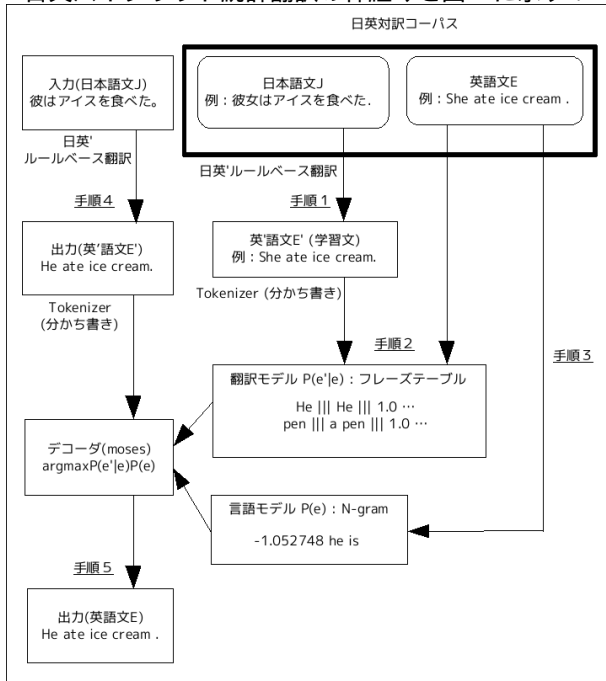 日英対訳コーパス
入力(日本語文J)
彼はアイスを食べた。
日本語文J
例：彼女はアイスを食べた.
英語文E
例：She ate ice cream .
日英'
ルールベース翻訳
日英'ルールベース翻訳
手順4
手順1
出力(英'語文E')
He ate ice cream.
英'語文E' (学習文)
例：She ate ice cream.
Tokenizer
(分かち書き)
Tokenizer (分かち書き)
手順2
手順3
翻訳モデル P(e'|e)：フレーズテーブル
He ||| He ||| 1.0 …
pen ||| a pen ||| 1.0 …
デコーダ(moses)
argmaxP(e'|e)P(e)
言語モデル P(e)：N-gram
-1.052748 he is
手順5
出力(英語文E)
He ate ice cream .